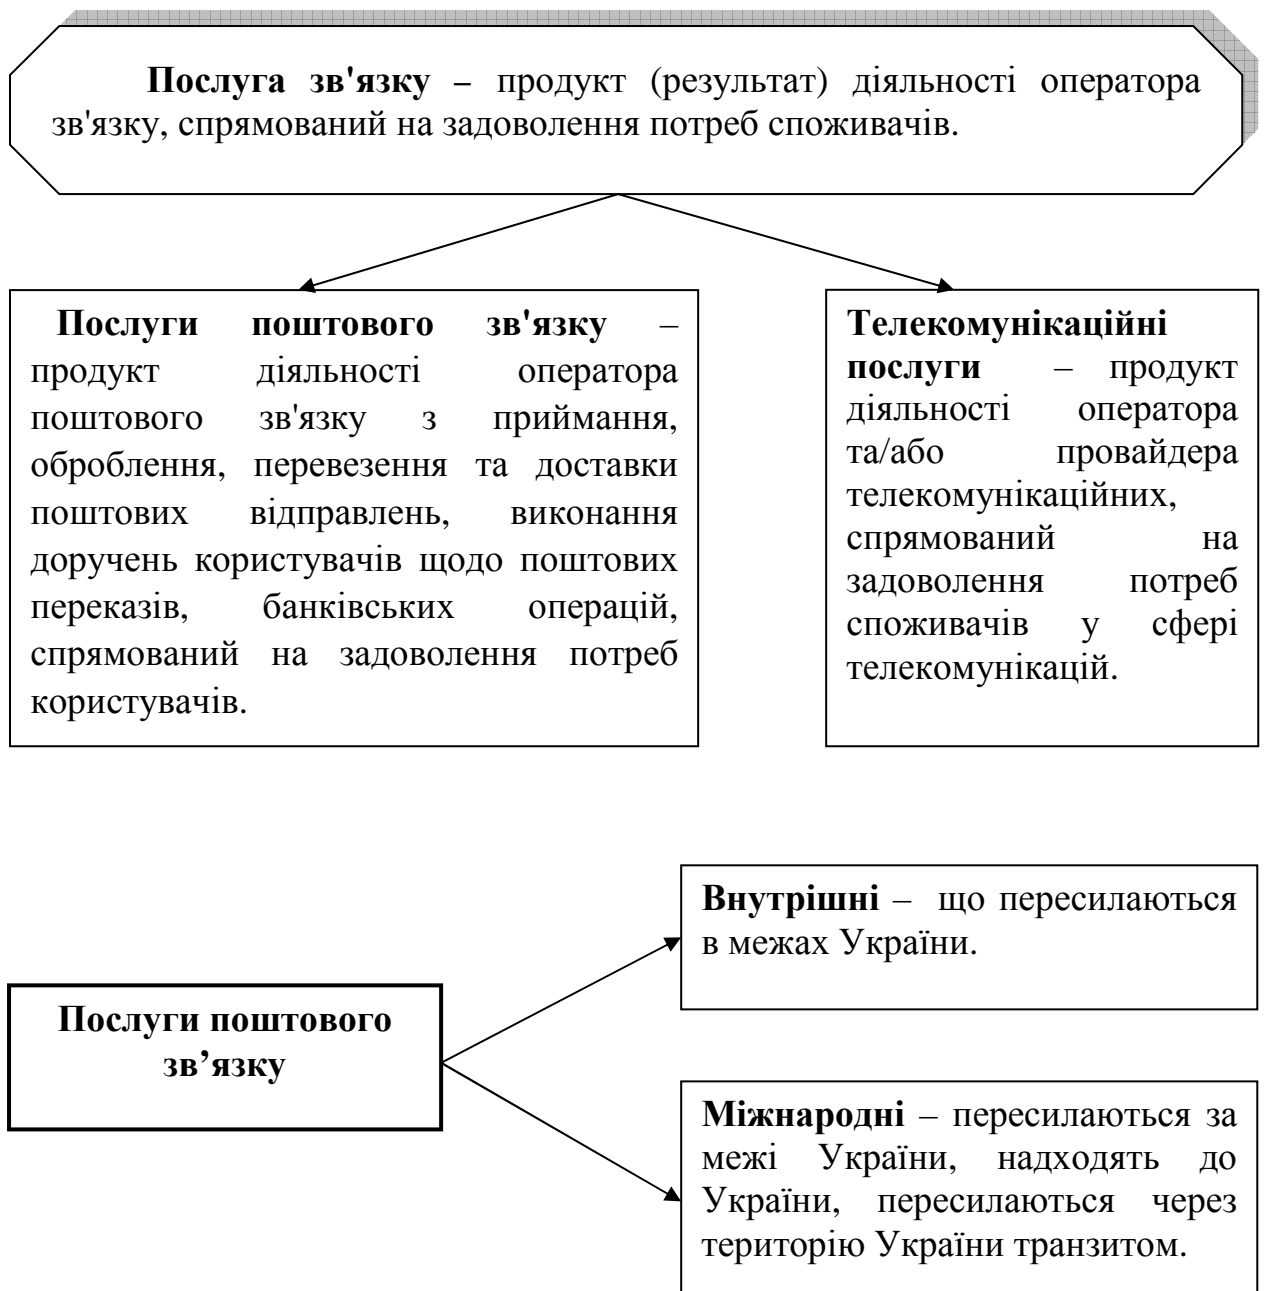 Послуга зв'язку – продукт (результат) діяльності оператора
зв'язку, спрямований на задоволення потреб споживачів.
Послуги поштового зв'язку –
продукт діяльності оператора
поштового зв'язку з приймання,
оброблення, перевезення та доставки
поштових відправлень, виконання
доручень користувачів щодо поштових
переказів, банківських операцій,
спрямований на задоволення потреб
користувачів.
Телекомунікаційні
послуги – продукт
діяльності оператора
та/або провайдера
телекомунікаційних,
спрямований на
задоволення потреб
споживачів у сфері
телекомунікацій.
Послуги поштового
зв’язку
Внутрішні – що пересилаються
в межах України.
Міжнародні – пересилаються за
межі України, надходять до
України, пересилаються через
територію України транзитом.